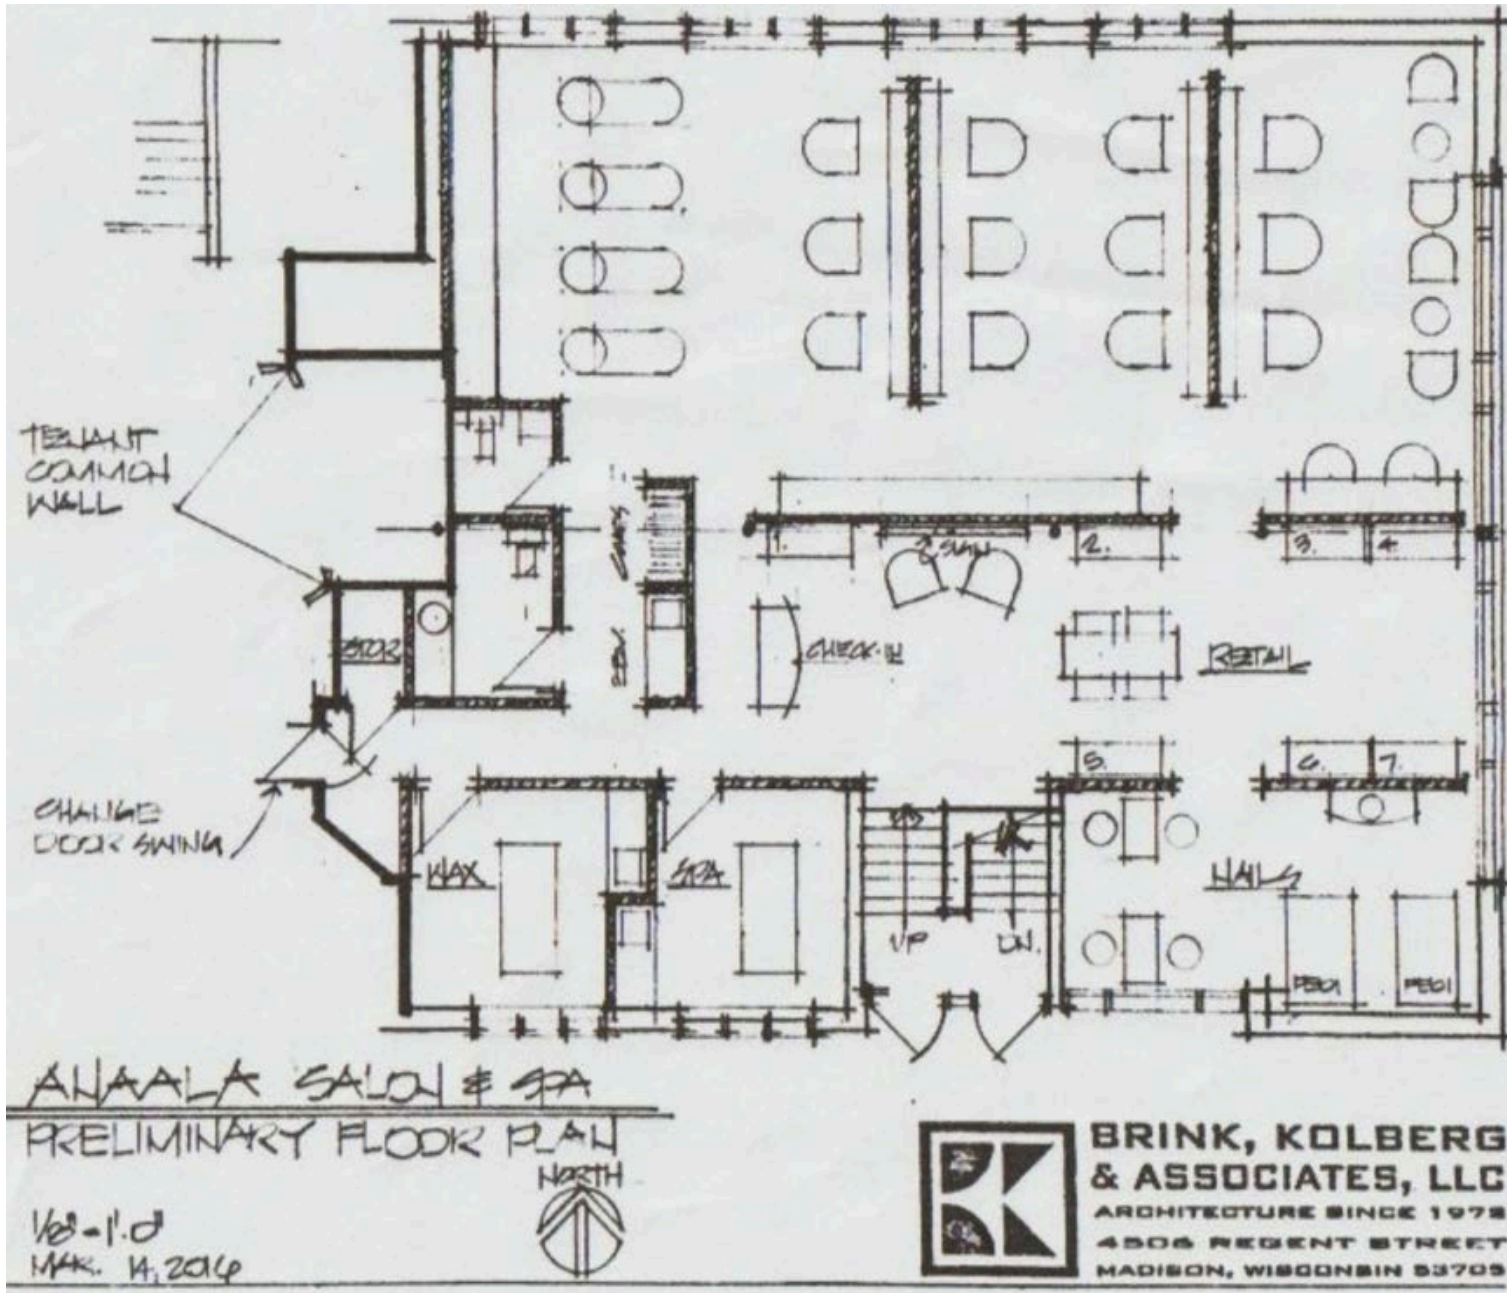 TENANT
COMMON
WALL
STOR
CHECK-IN
RETAIL
2.
3.
4.
5.
6.
7.
CHANGE
DOOR SWING
WAX
SPA
UP
DN.
NAILS
PEDI
PEDI
ANAALA SALON & SPA
PRELIMINARY FLOOR PLAN
NORTH
1/8" = 1'.0"
MAR. 14, 2016
BRINK, KOLBERG
& ASSOCIATES, LLC
ARCHITECTURE SINCE 1972
4506 REGENT STREET
MADISON, WISCONSIN 53705